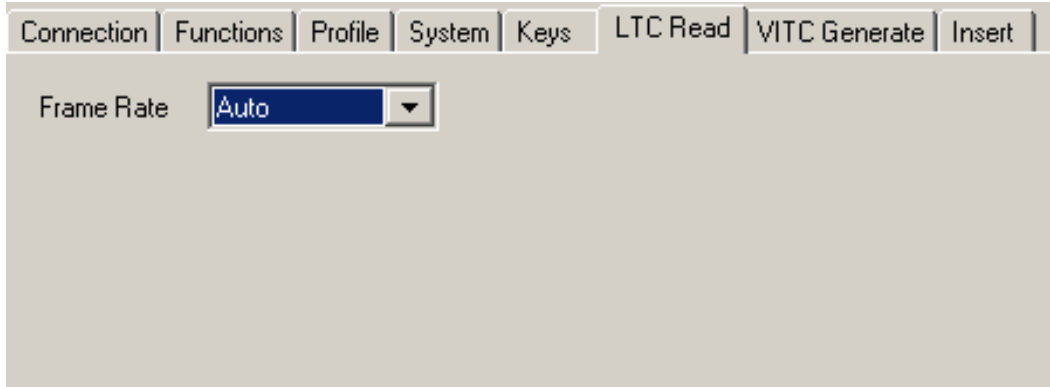 Connection Functions Profile System Keys LTC Read VITC Generate Insert
Frame Rate Auto